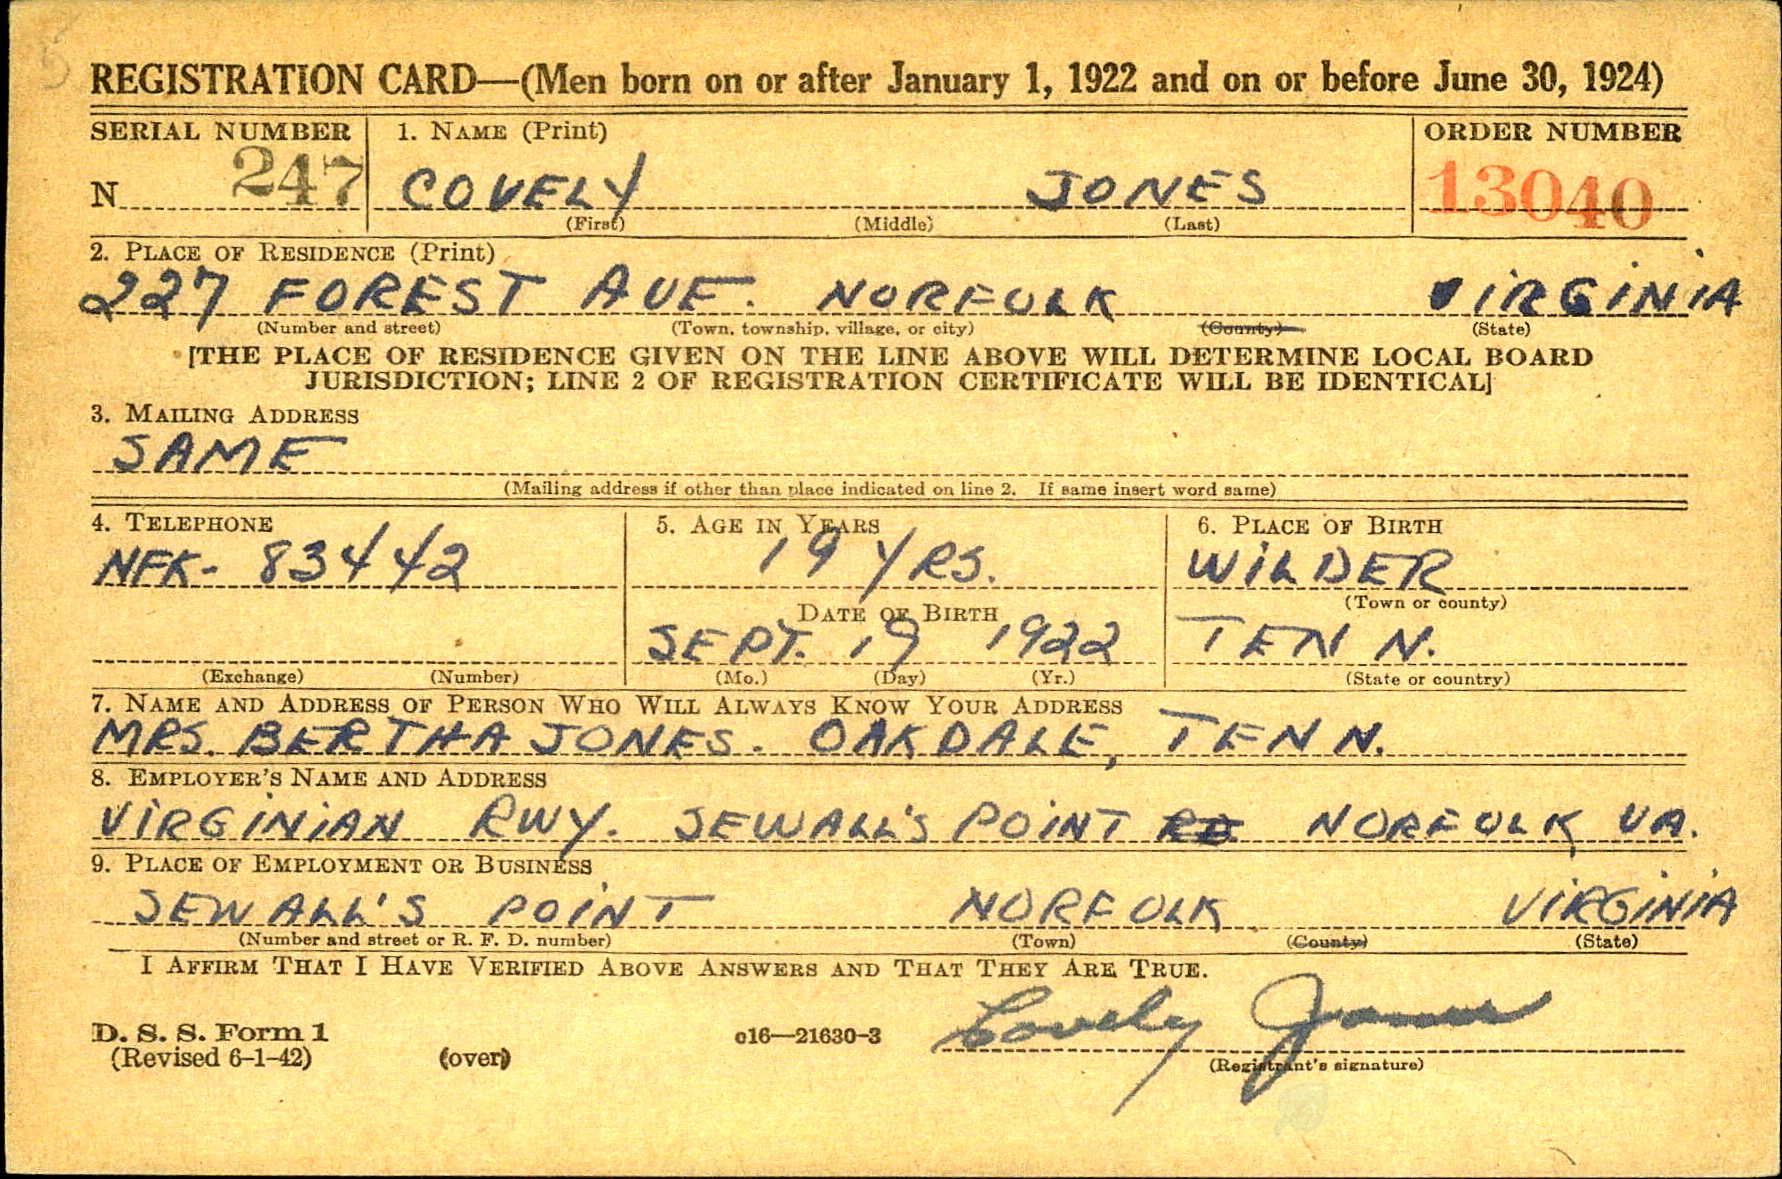 REGISTRATION CARD—(Men born on or after January 1, 1922 and on or before June 30, 1924)
SERIAL NUMBER 1. NAME (Print) ORDER NUMBER
N 247 COVELY JONES 13040
(First) (Middle) (Last)
2. PLACE OF RESIDENCE (Print)
227 FOREST AVE. NORFOLK VIRGINIA
(Number and street) (Town, township, village, or city) (County) (State)
[THE PLACE OF RESIDENCE GIVEN ON THE LINE ABOVE WILL DETERMINE LOCAL BOARD
JURISDICTION; LINE 2 OF REGISTRATION CERTIFICATE WILL BE IDENTICAL]
3. MAILING ADDRESS
SAME
(Mailing address if other than place indicated on line 2. If same insert word same)
4. TELEPHONE 5. AGE IN YEARS 6. PLACE OF BIRTH
NFK- 83442 19 YRS. WILDER
(Town or county)
DATE OF BIRTH
SEPT. 19 1922 TENN.
(Exchange) (Number) (Mo.) (Day) (Yr.) (State or country)
7. NAME AND ADDRESS OF PERSON WHO WILL ALWAYS KNOW YOUR ADDRESS
MRS. BERTHA JONES. OAKDALE, TENN.
8. EMPLOYER'S NAME AND ADDRESS
VIRGINIAN RWY. SEWALL'S POINT RD. NORFOLK, VA.
9. PLACE OF EMPLOYMENT OR BUSINESS
SEWALL'S POINT NORFOLK VIRGINIA
(Number and street or R. F. D. number) (Town) (County) (State)
I AFFIRM THAT I HAVE VERIFIED ABOVE ANSWERS AND THAT THEY ARE TRUE.
D. S. S. Form 1 c16—21630-3 Covely Jones
(Revised 6-1-42) (over) (Registrant's signature)